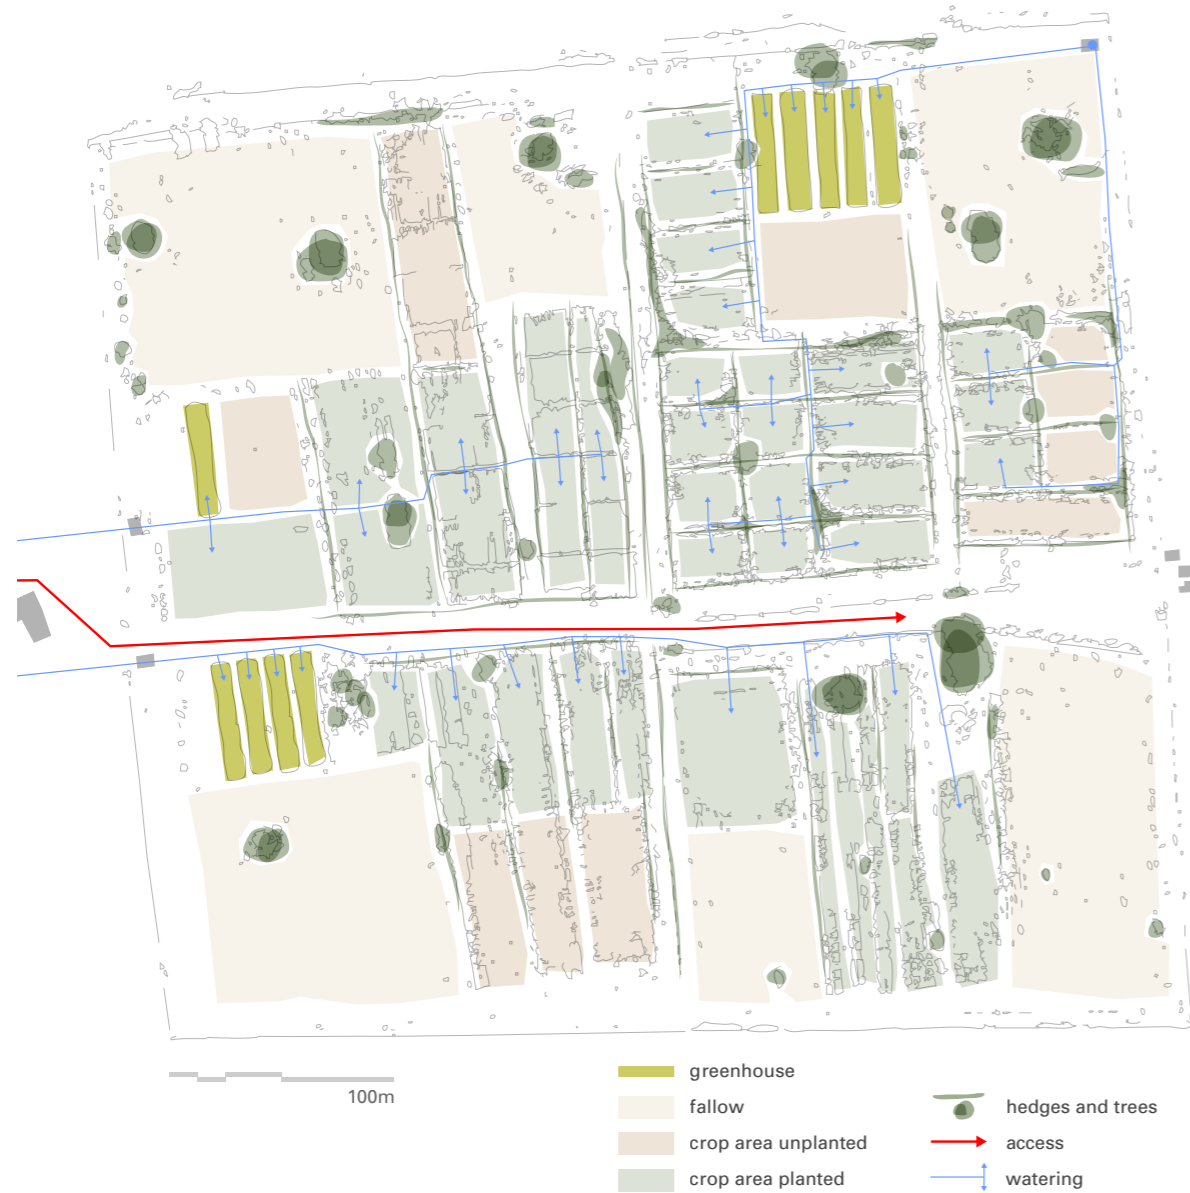 100m
greenhouse
fallow
crop area unplanted
crop area planted
hedges and trees
access
watering